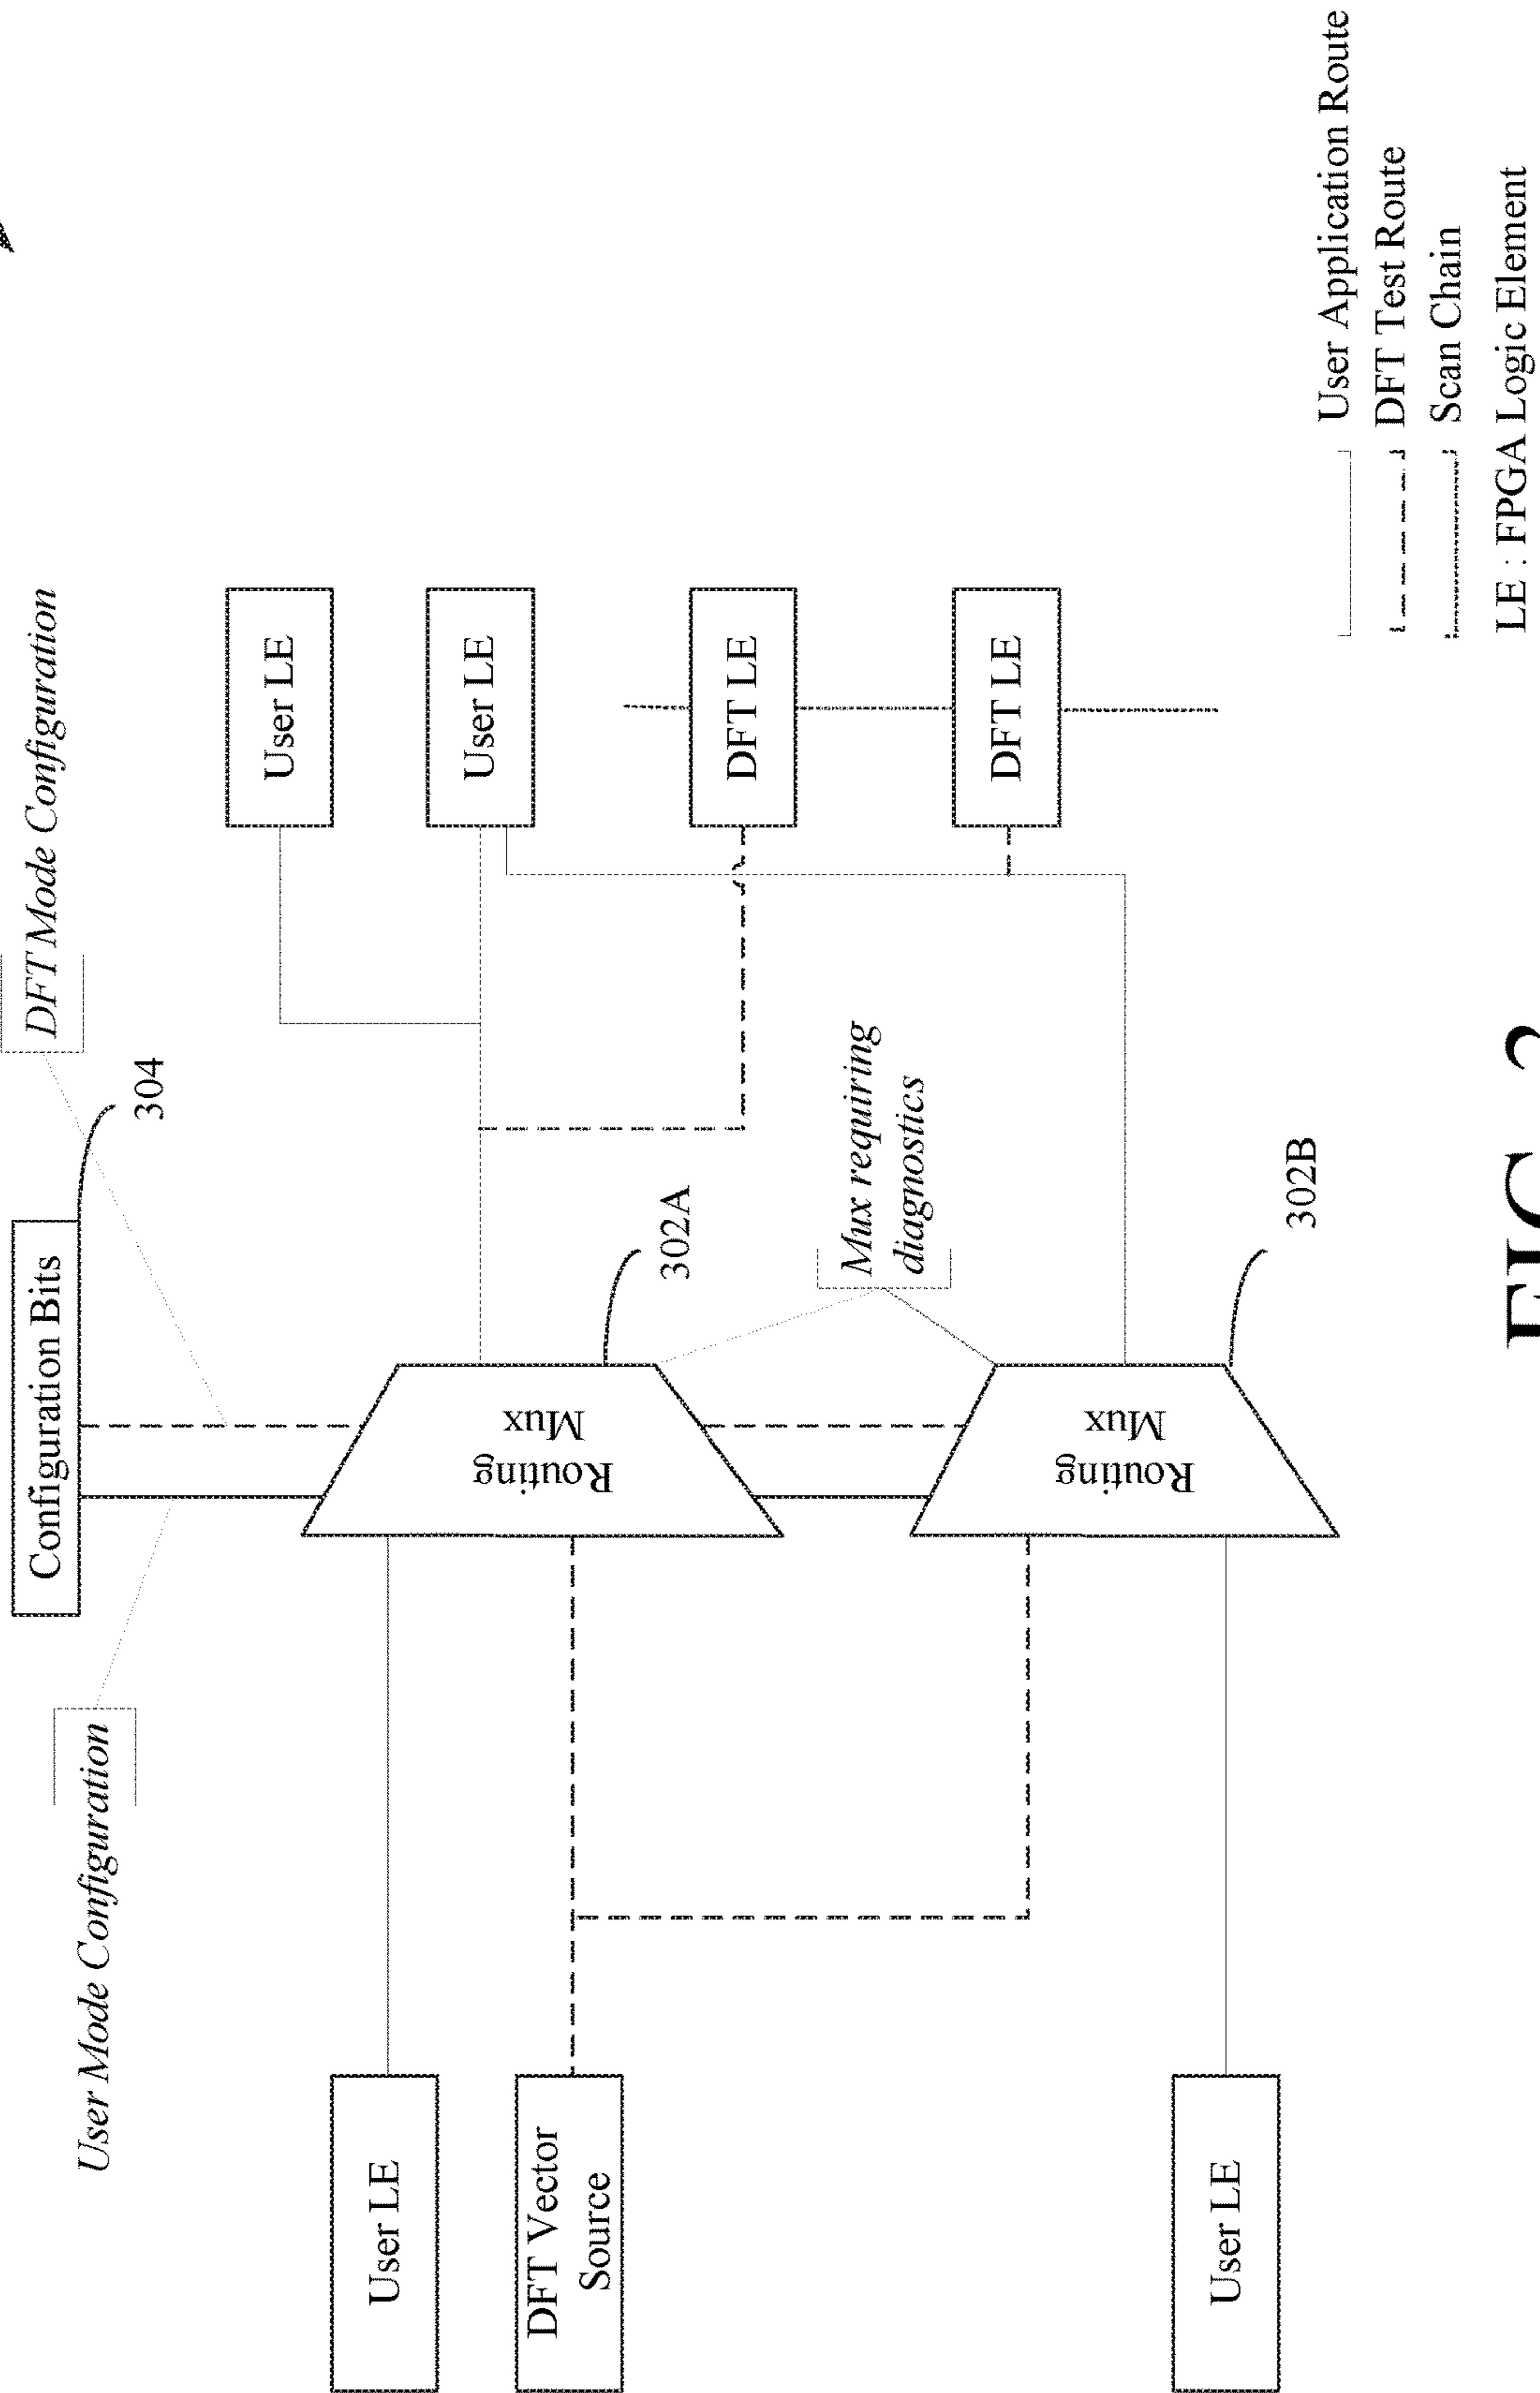 DFT Mode Configuration
User Mode Configuration
Configuration Bits
304
User LE
User LE
DFT LE
DFT LE
Routing
Mux
302A
Mux requiring
diagnostics
Routing
Mux
302B
User LE
DFT Vector
Source
User LE
User Application Route
DFT Test Route
Scan Chain
LE : FPGA Logic Element